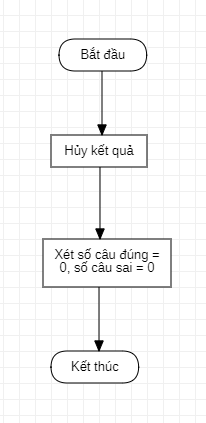 Bắt đầu
Hủy kết quả
Xét số câu đúng =
0, số câu sai = 0
Kết thúc